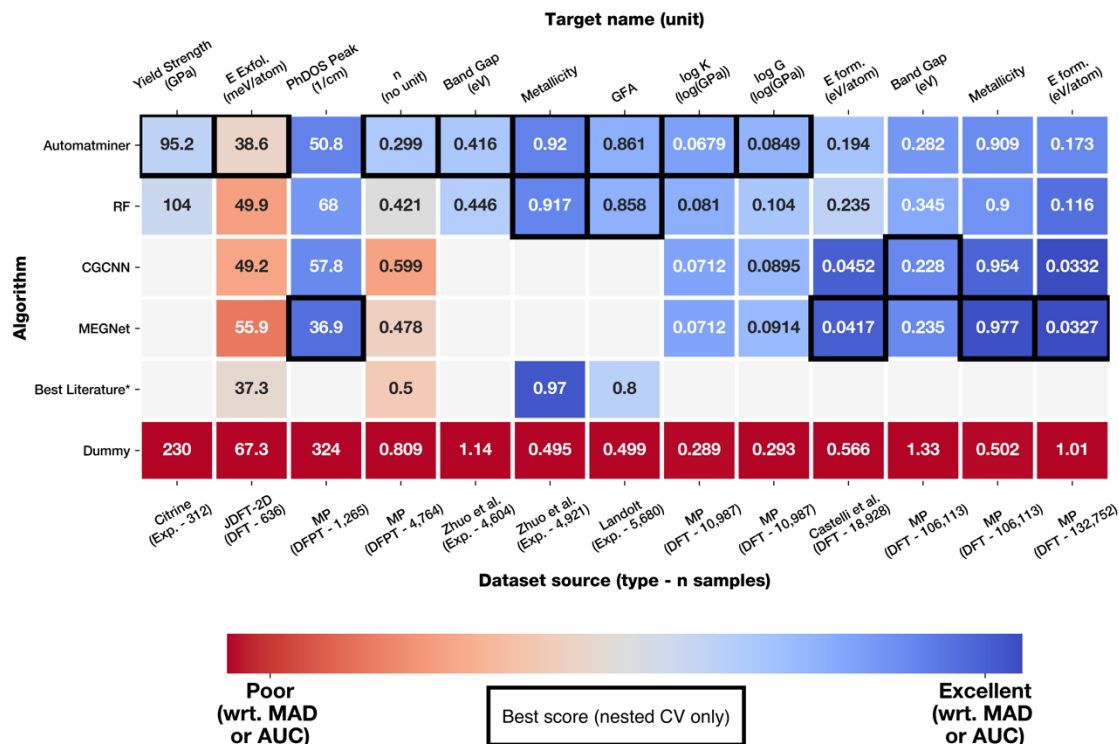 Target name (unit)
Yield Strength
(GPa)
E Exfol.
(meV/atom)
PhDOS Peak
(1/cm)
n
(no unit)
Band Gap
(eV)
Metallicity
GFA
log K
(log(GPa))
log G
(log(GPa))
E form.
(eV/atom)
Band Gap
(eV)
Metallicity
E form.
(eV/atom)
Algorithm
Automatminer 95.2 38.6 50.8 0.299 0.416 0.92 0.861 0.0679 0.0849 0.194 0.282 0.909 0.173
RF 104 49.9 68 0.421 0.446 0.917 0.858 0.081 0.104 0.235 0.345 0.9 0.116
CGCNN 49.2 57.8 0.599 0.0712 0.0895 0.0452 0.228 0.954 0.0332
MEGNet 55.9 36.9 0.478 0.0712 0.0914 0.0417 0.235 0.977 0.0327
Best Literature* 37.3 0.5 0.97 0.8
Dummy 230 67.3 324 0.809 1.14 0.495 0.499 0.289 0.293 0.566 1.33 0.502 1.01
Citrine
(Exp. - 312)
JDFT-2D
(DFT - 636)
MP
(DFPT - 1,265)
MP
(DFPT - 4,764)
Zhuo et al.
(Exp. - 4,604)
Zhuo et al.
(Exp. - 4,921)
Landolt
(Exp. - 5,680)
MP
(DFT - 10,987)
MP
(DFT - 10,987)
Castelli et al.
(DFT - 18,928)
MP
(DFT - 106,113)
MP
(DFT - 106,113)
MP
(DFT - 132,752)
Dataset source (type - n samples)
Poor
(wrt. MAD
or AUC)
Best score (nested CV only)
Excellent
(wrt. MAD
or AUC)